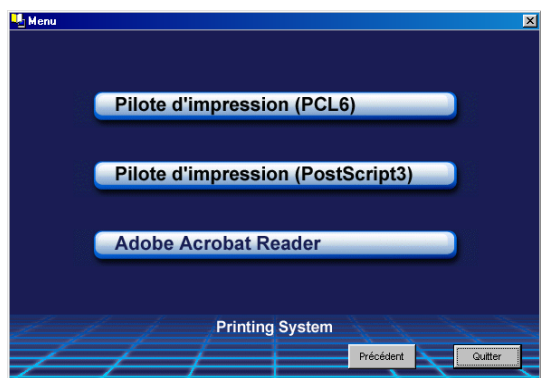 Menu
Pilote d'impression (PCL6)
Pilote d'impression (PostScript3)
Adobe Acrobat Reader
Printing System
Précédent
Quitter